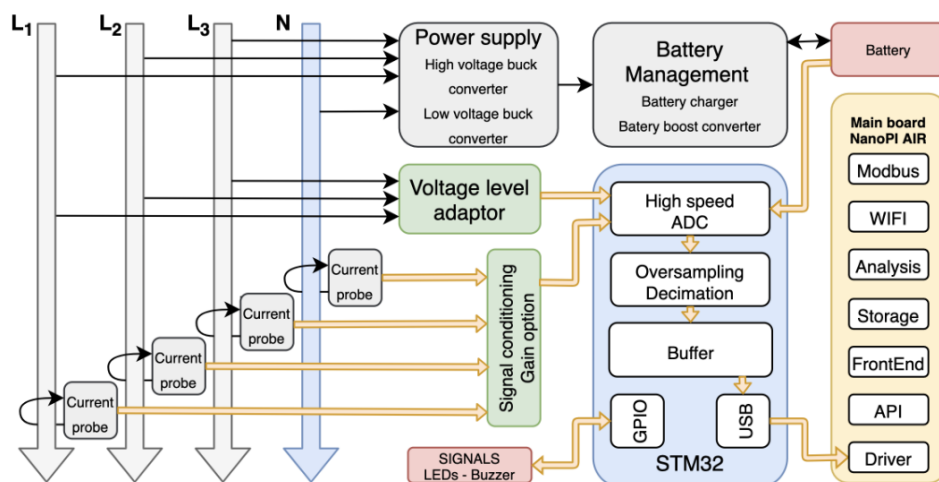 L1
L2
L3
N
Power supply
High voltage buck
converter
Low voltage buck
converter
Battery
Management
Battery charger
Batery boost converter
Battery
Main board
NanoPI AIR
Modbus
WIFI
Analysis
Storage
FrontEnd
API
Driver
Voltage level
adaptor
High speed
ADC
Oversampling
Decimation
Buffer
GPIO
USB
STM32
Current
probe
Current
probe
Current
probe
Current
probe
Signal conditioning
Gain option
SIGNALS
LEDs - Buzzer